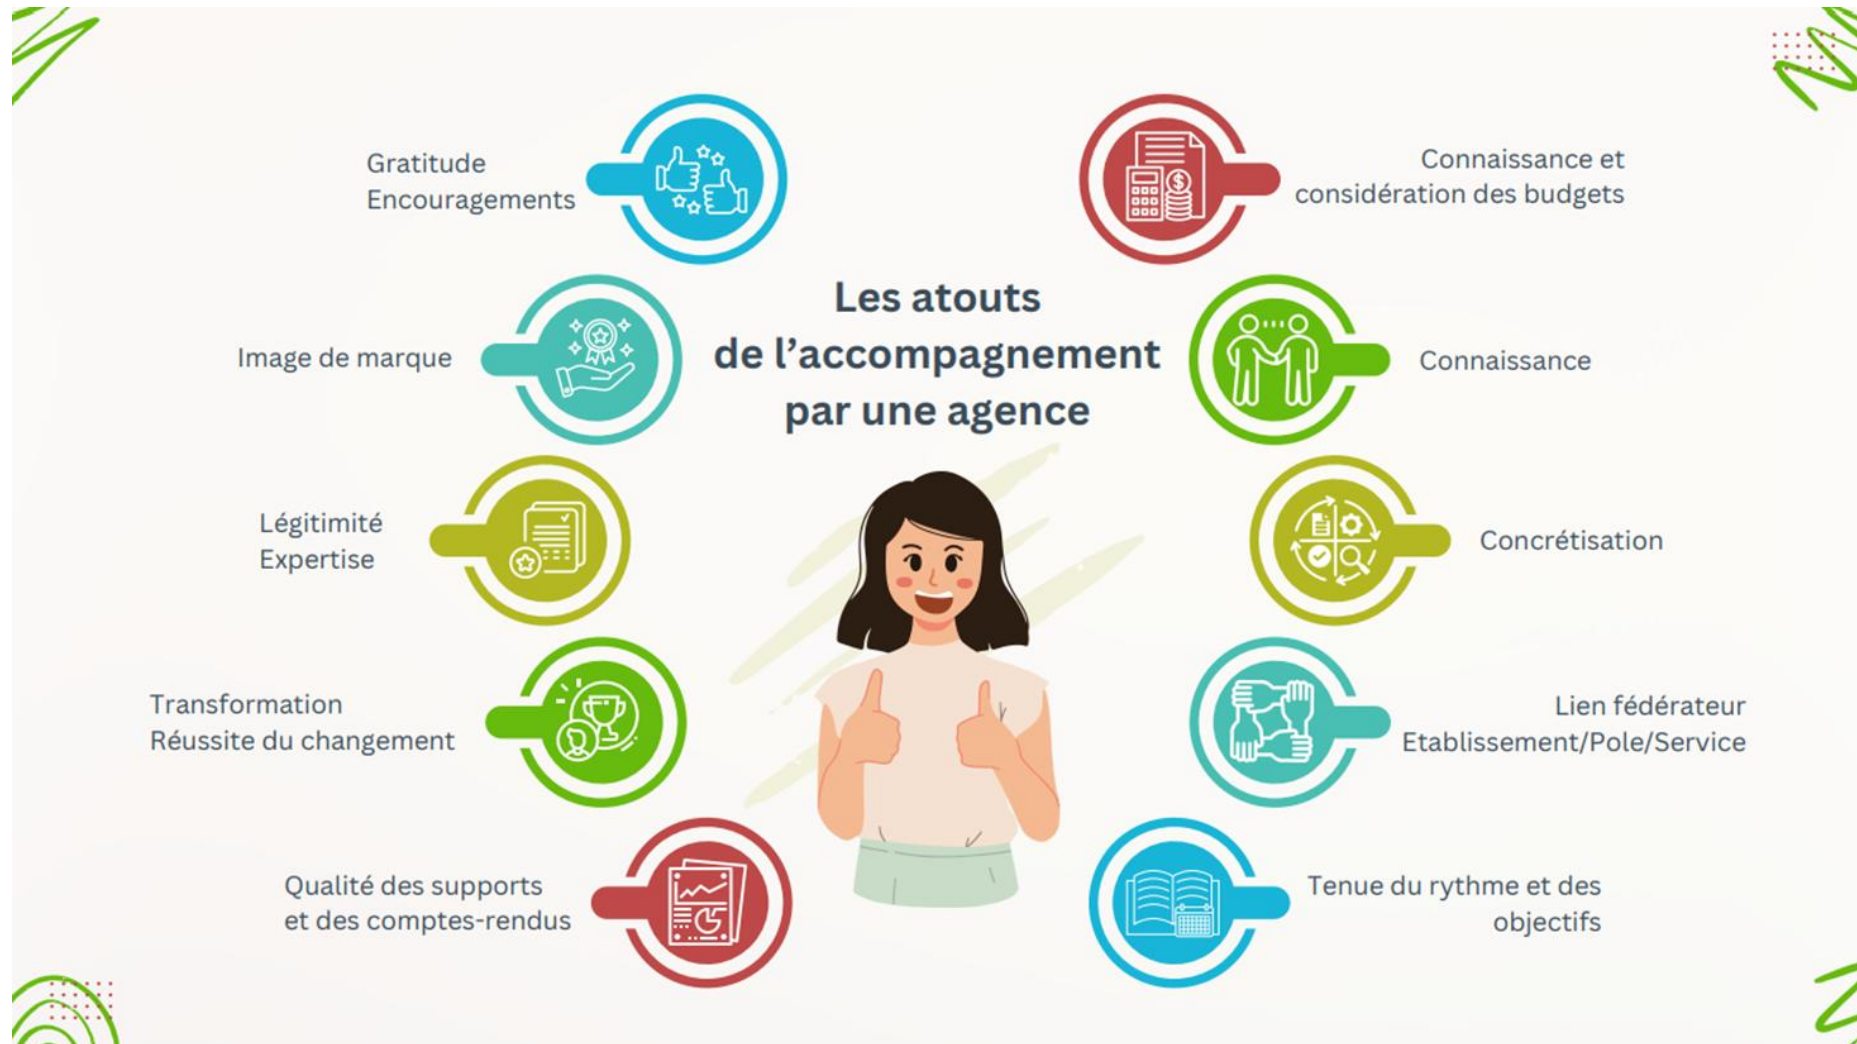 Les atouts
de l’accompagnement
par une agence
Gratitude
Encouragements
Image de marque
Légitimité
Expertise
Transformation
Réussite du changement
Qualité des supports
et des comptes-rendus
Connaissance et
considération des budgets
Connaissance
Concrétisation
Lien fédérateur
Etablissement/Pole/Service
Tenue du rythme et des
objectifs